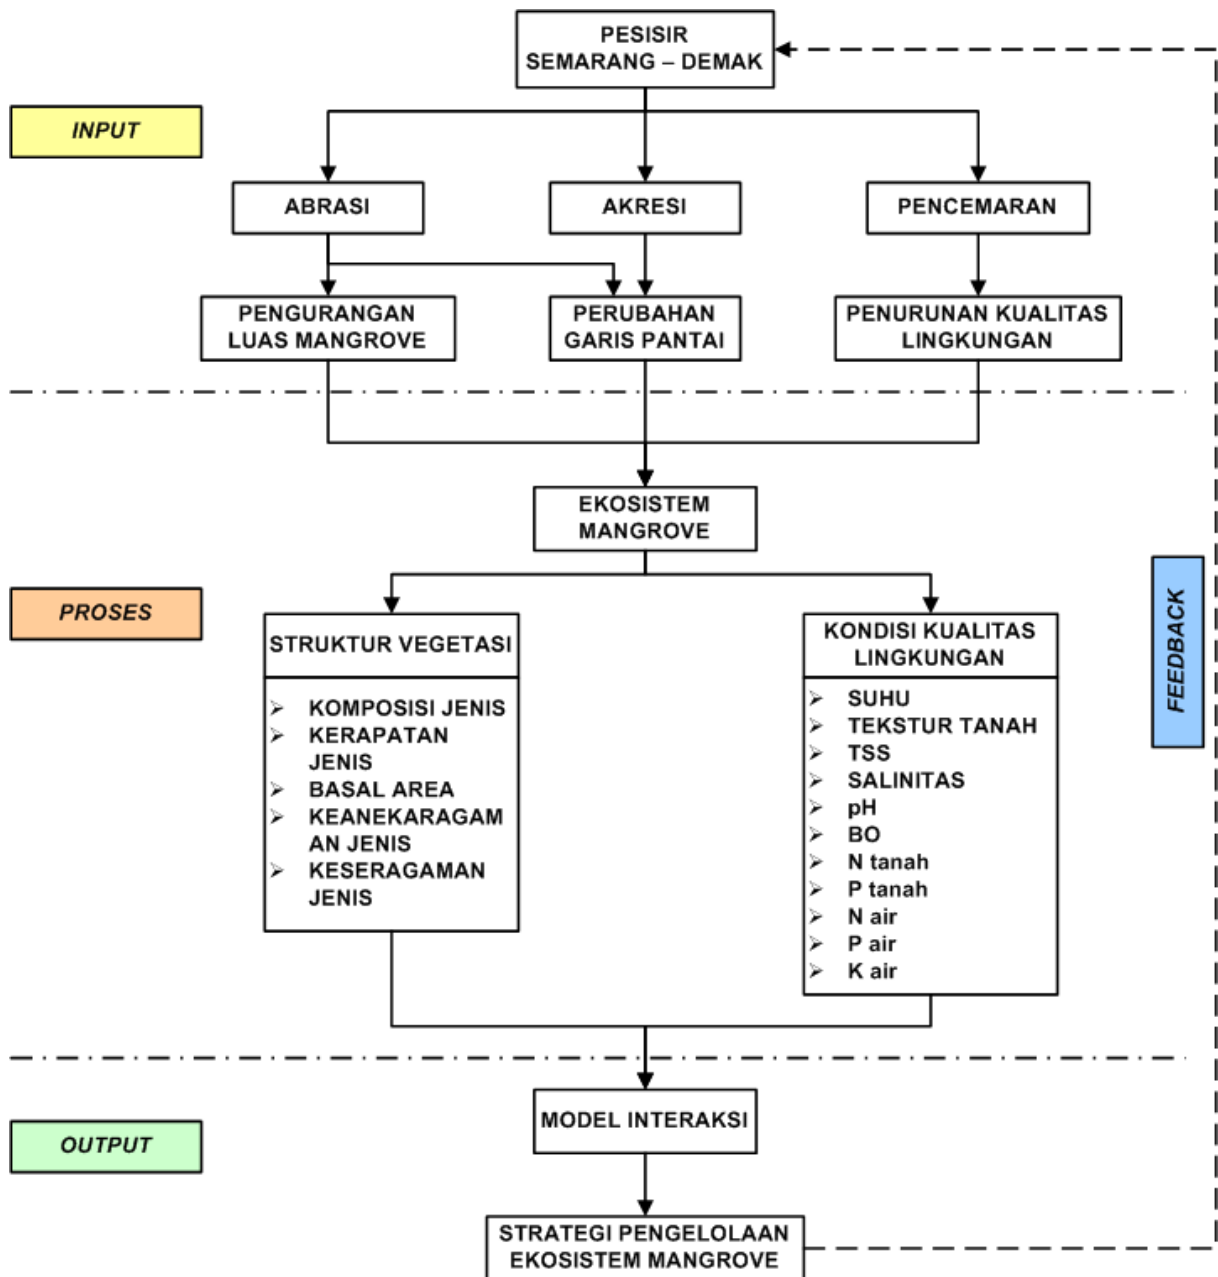 PESISIR
SEMARANG – DEMAK
INPUT
ABRASI
AKRESI
PENCEMARAN
PENGURANGAN
LUAS MANGROVE
PERUBAHAN
GARIS PANTAI
PENURUNAN KUALITAS
LINGKUNGAN
EKOSISTEM
MANGROVE
PROSES
STRUKTUR VEGETASI
➢ KOMPOSISI JENIS
➢ KERAPATAN
JENIS
➢ BASAL AREA
➢ KEANEKARAGAM
AN JENIS
➢ KESERAGAMAN
JENIS
KONDISI KUALITAS
LINGKUNGAN
➢ SUHU
➢ TEKSTUR TANAH
➢ TSS
➢ SALINITAS
➢ pH
➢ BO
➢ N tanah
➢ P tanah
➢ N air
➢ P air
➢ K air
FEEDBACK
OUTPUT
MODEL INTERAKSI
STRATEGI PENGELOLAAN
EKOSISTEM MANGROVE